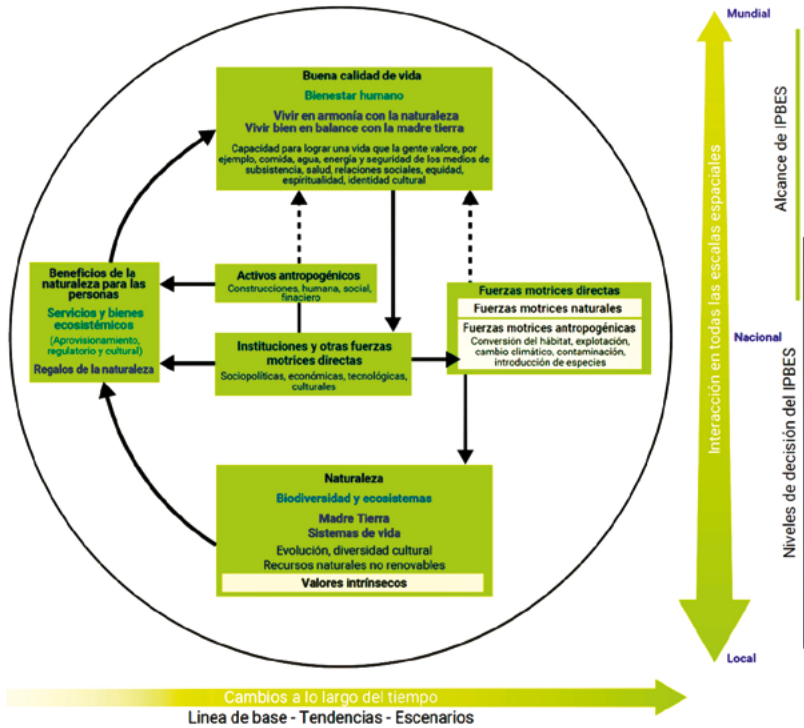 Mundial
Buena calidad de vida
Bienestar humano
Vivir en armonía con la naturaleza
Vivir bien en balance con la madre tierra
Capacidad para lograr una vida que la gente valore, por
ejemplo, comida, agua, energía y seguridad de los medios de
subsistencia, salud, relaciones sociales, equidad,
espiritualidad, identidad cultural
Beneficios de la
naturaleza para las
personas
Servicios y bienes
ecosistémicos
(Aprovisionamiento,
regulatorio y cultural)
Regalos de la naturaleza
Activos antropogénicos
Construcciones, humana, social,
finaciero
Instituciones y otras fuerzas
motrices directas
Sociopolíticas, económicas, tecnológicas,
culturales
Fuerzas motrices directas
Fuerzas motrices naturales
Fuerzas motrices antropogénicas
Conversión del hábitat, explotación,
cambio climático, contaminación,
introducción de especies
Naturaleza
Biodiversidad y ecosistemas
Madre Tierra
Sistemas de vida
Evolución, diversidad cultural
Recursos naturales no renovables
Valores intrínsecos
Interacción en todas las escalas espaciales
Nacional
Local
Alcance de IPBES
Niveles de decisión del IPBES
Cambios a lo largo del tiempo
Linea de base - Tendencias - Escenarios